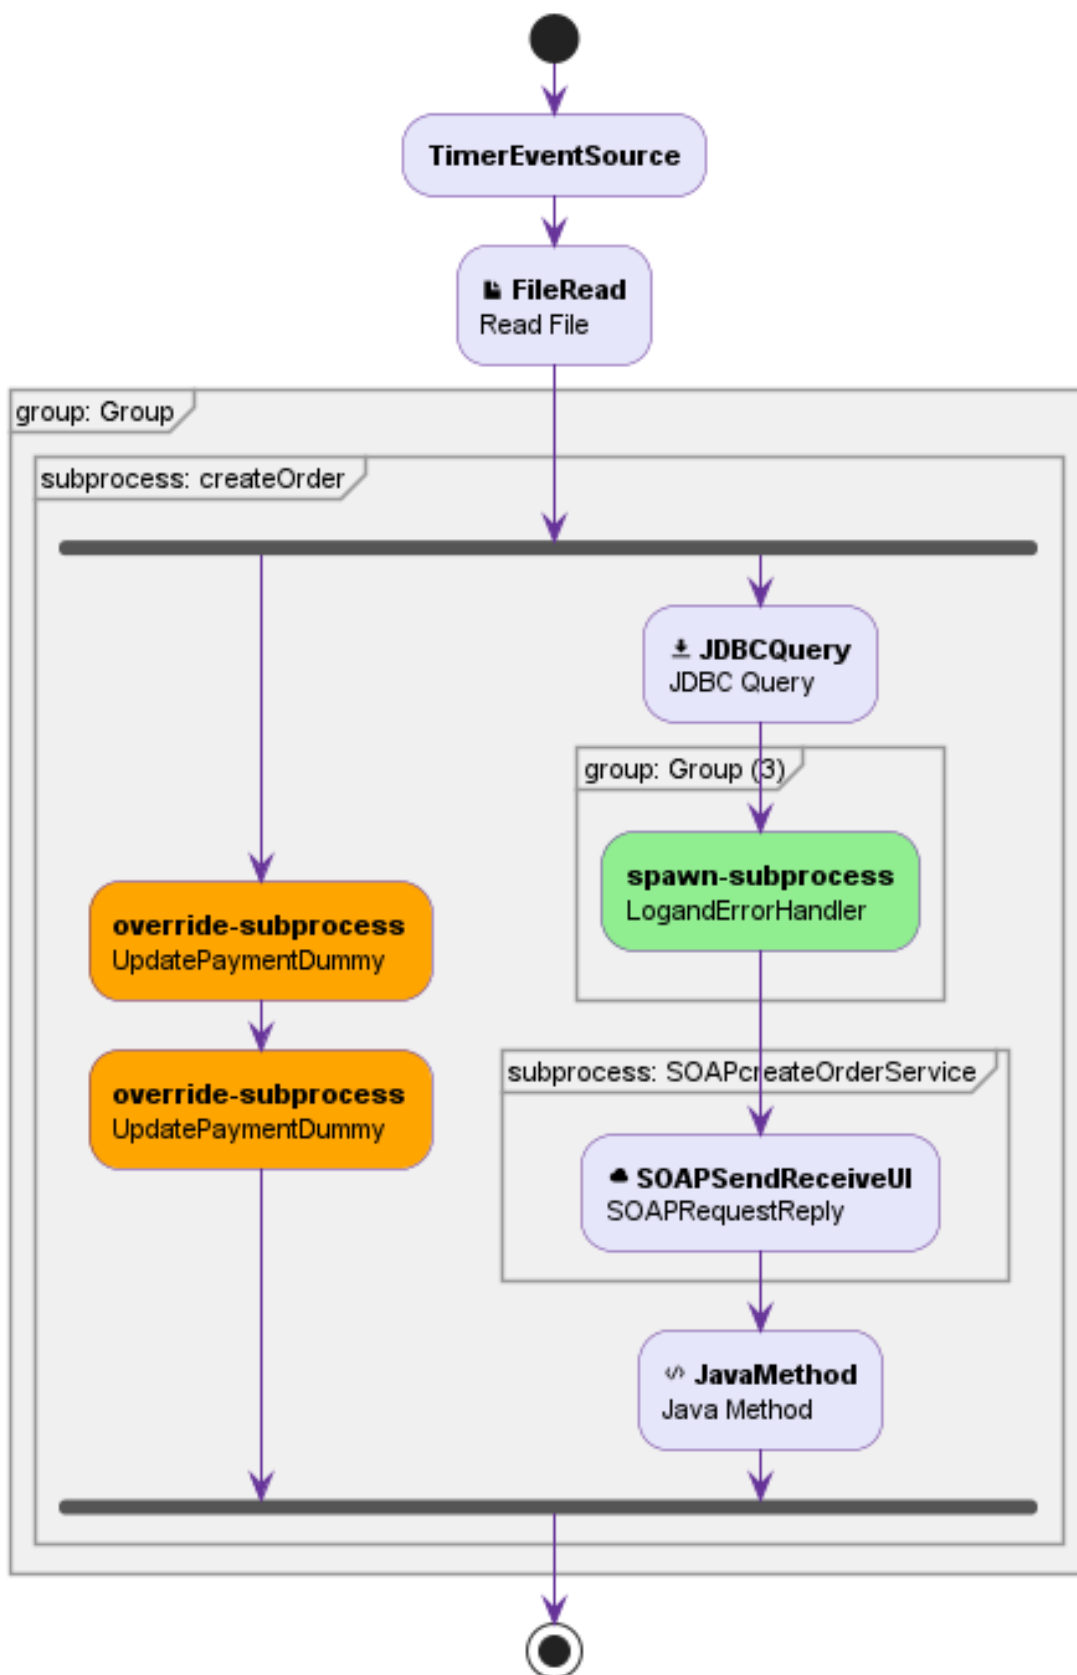 TimerEventSource
FileRead
Read File
group: Group
subprocess: createOrder
JDBCQuery
JDBC Query
group: Group (3)
spawn-subprocess
LogandErrorHandler
override-subprocess
UpdatePaymentDummy
override-subprocess
UpdatePaymentDummy
subprocess: SOAPcreateOrderService
SOAPSendReceiveUI
SOAPRequestReply
JavaMethod
Java Method